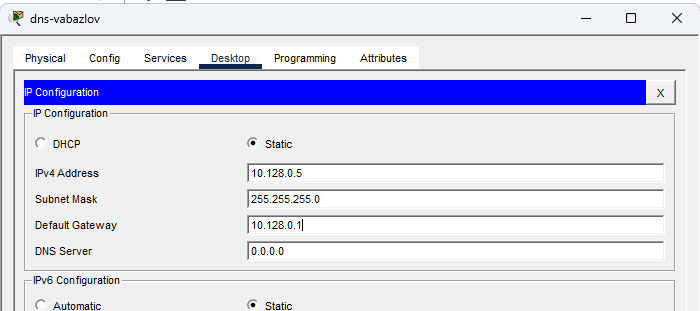 dns-vabazlov
Physical Config Services Desktop Programming Attributes
IP Configuration X
IP Configuration
DHCP Static
IPv4 Address 10.128.0.5
Subnet Mask 255.255.255.0
Default Gateway 10.128.0.1
DNS Server 0.0.0.0
IPv6 Configuration
Automatic Static